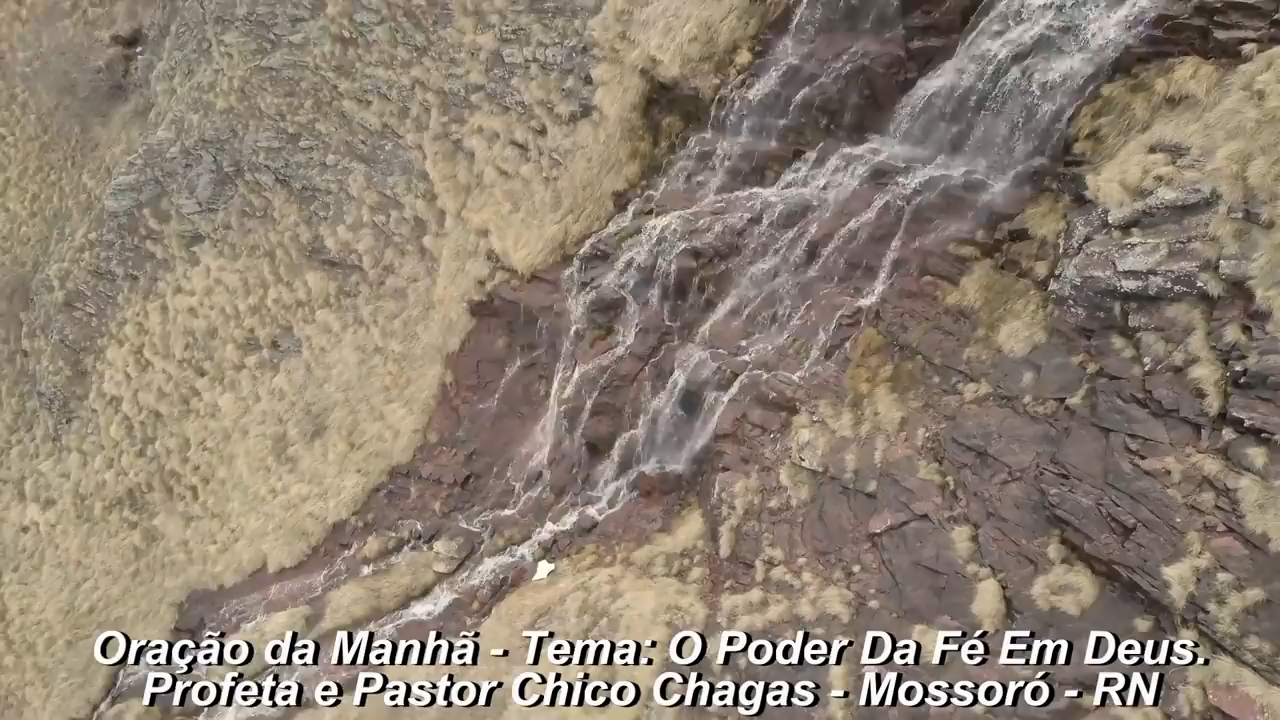 Oração da Manhã - Tema: O Poder Da Fé Em Deus.
Profeta e Pastor Chico Chagas - Mossoró - RN